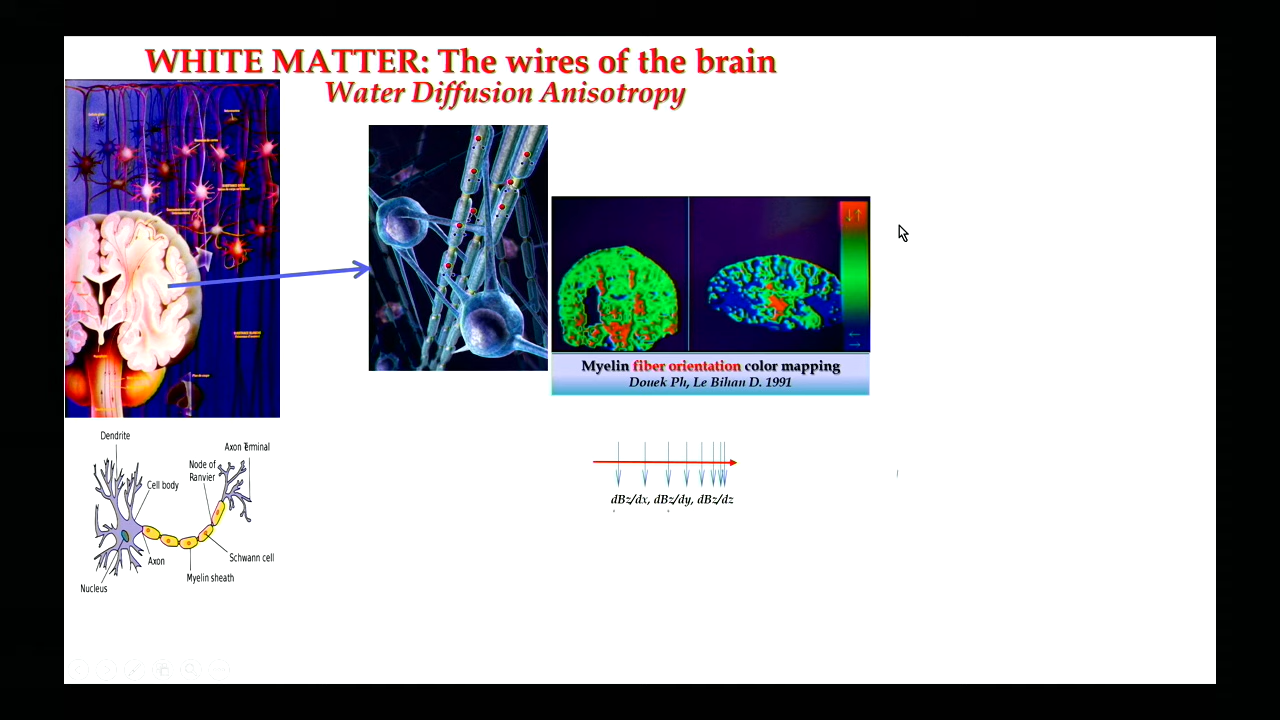 WHITE MATTER: The wires of the brain
Water Diffusion Anisotropy
Myelin fiber orientation color mapping
Douek Ph, Le Bihan D. 1991
Dendrite
Axon Terminal
Node of
Ranvier
Cell body
Axon
Schwann cell
Myelin sheath
Nucleus
dBz/dx, dBz/dy, dBz/dz